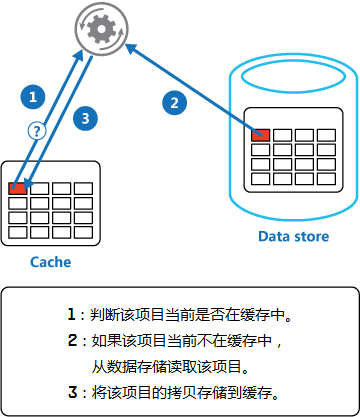 1
2
3
?
Cache
Data store
1：判断该项目当前是否在缓存中。
2：如果该项目当前不在缓存中，
从数据存储读取该项目。
3：将该项目的拷贝存储到缓存。